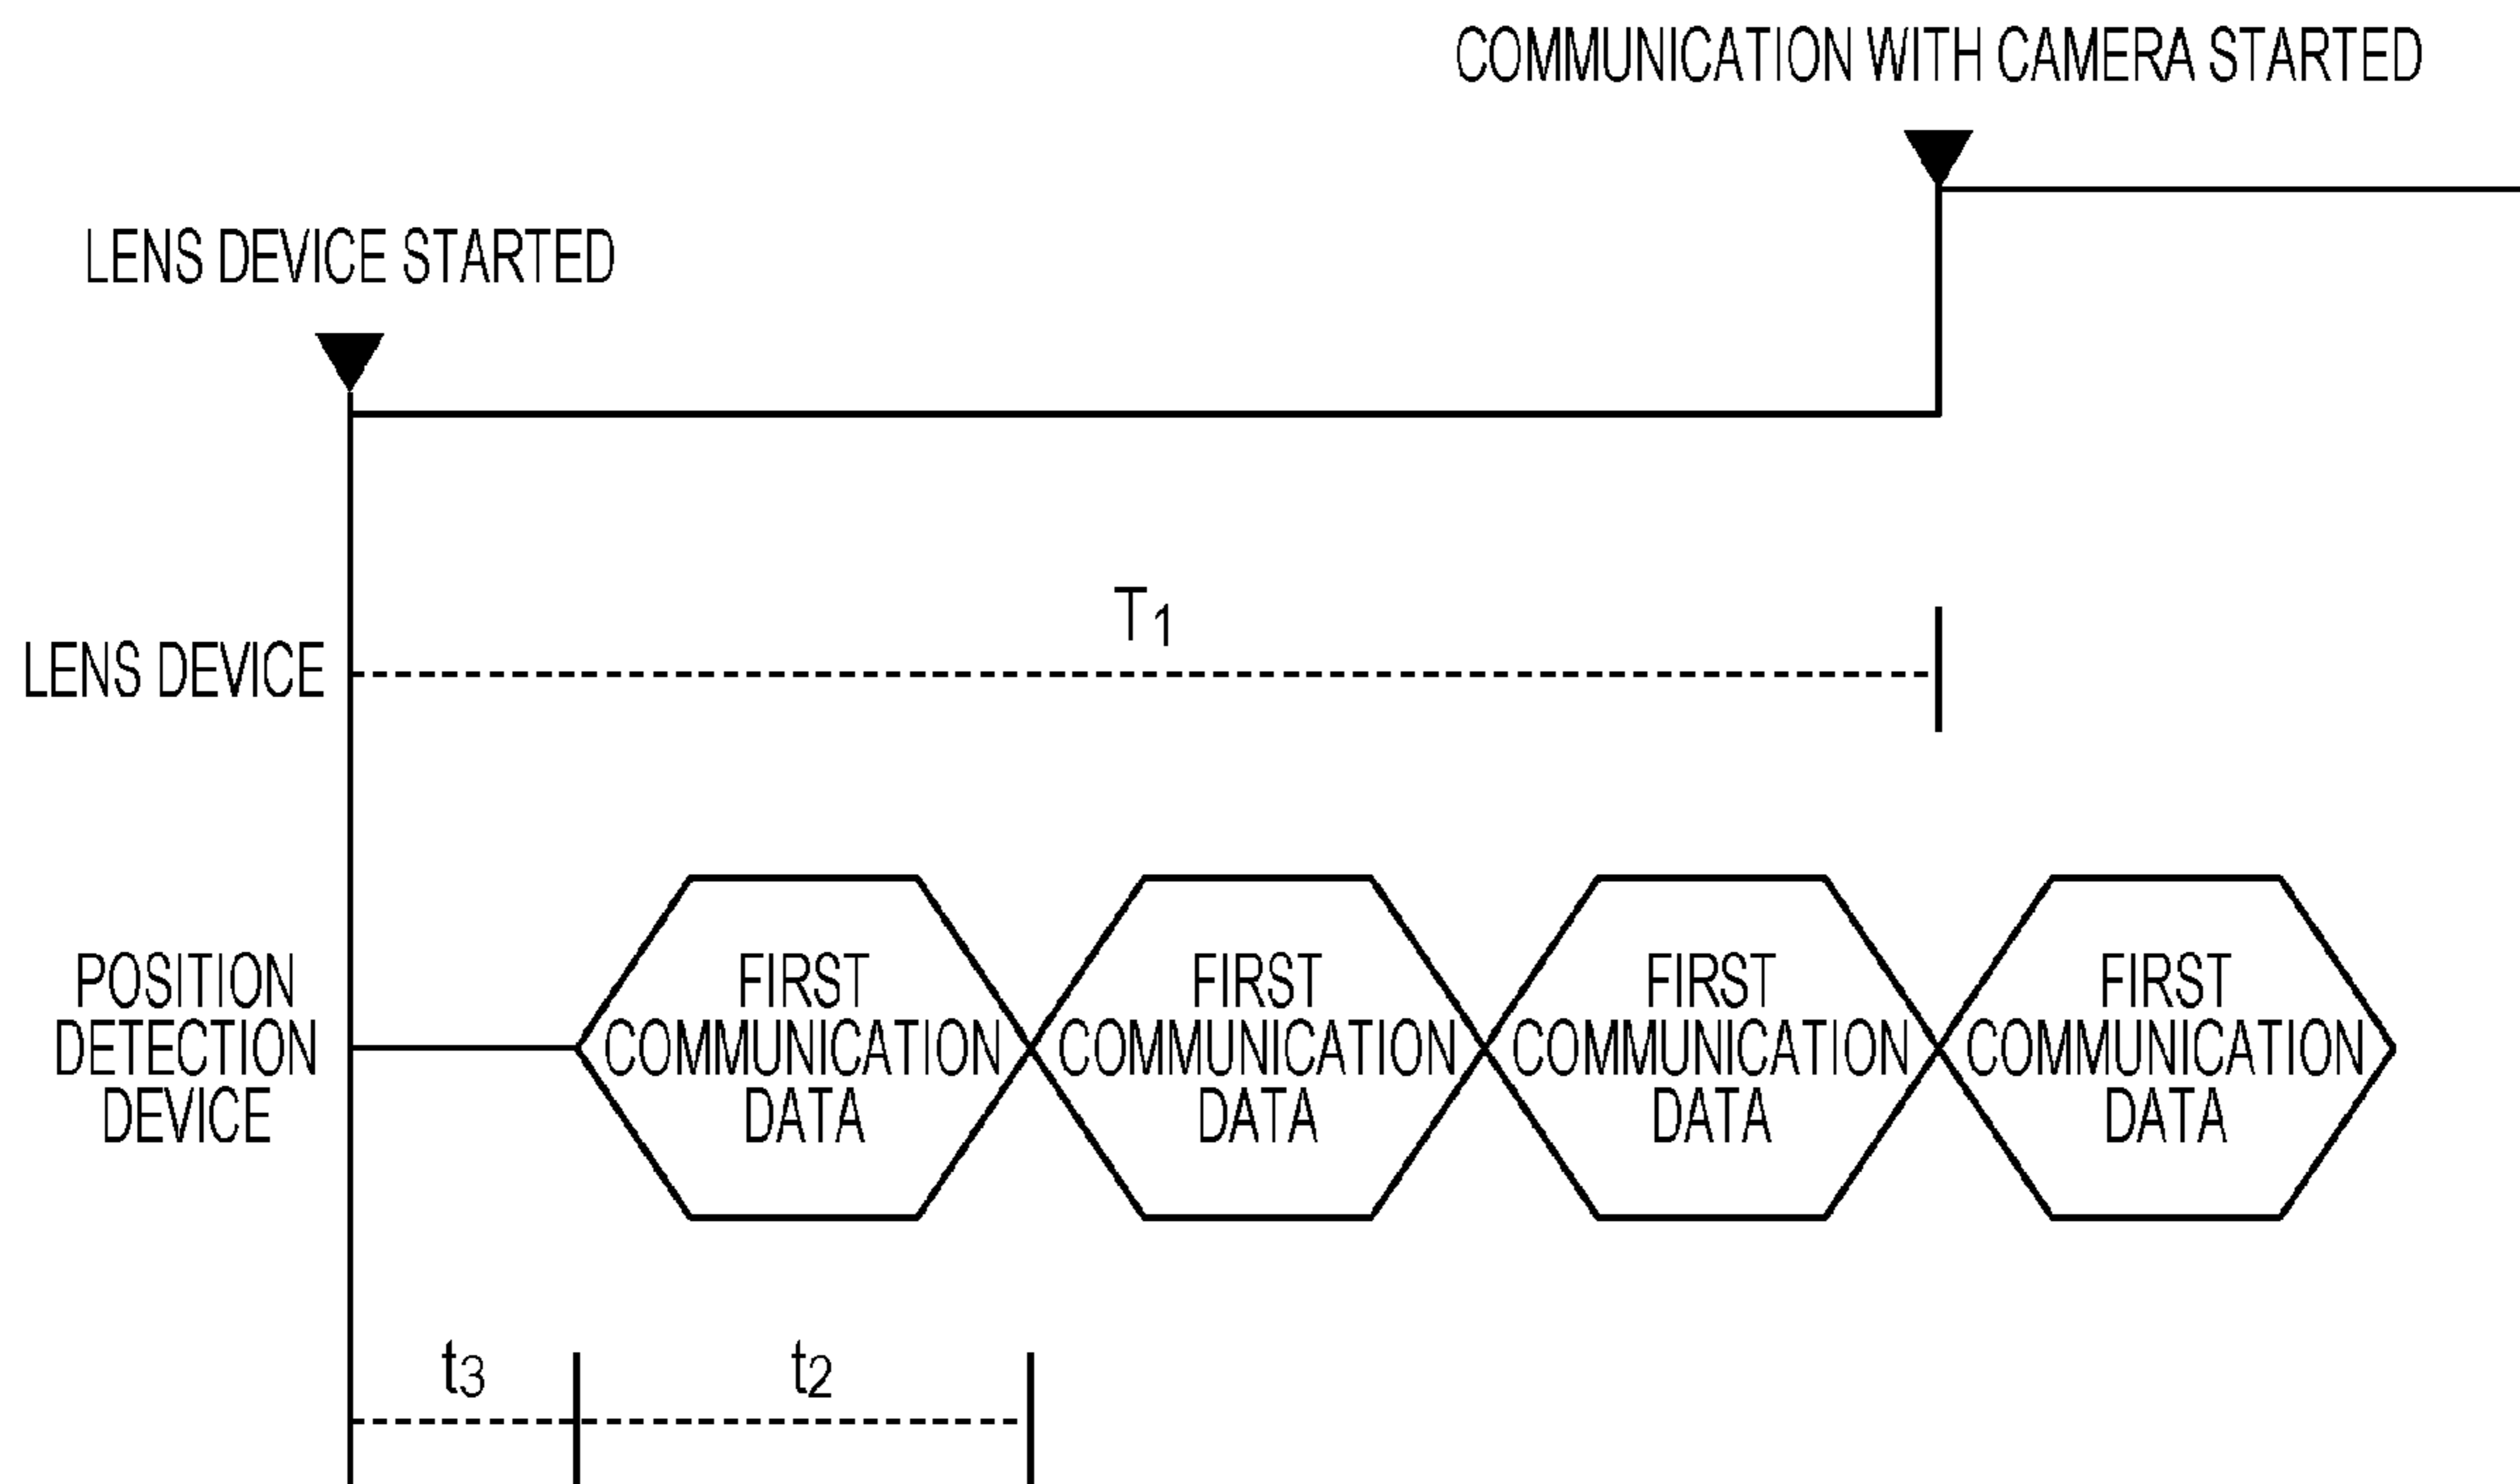 COMMUNICATION WITH CAMERA STARTED
LENS DEVICE STARTED
T1
LENS DEVICE
POSITION
DETECTION
DEVICE
FIRST
COMMUNICATION
DATA
FIRST
COMMUNICATION
DATA
FIRST
COMMUNICATION
DATA
FIRST
COMMUNICATION
DATA
t3
t2